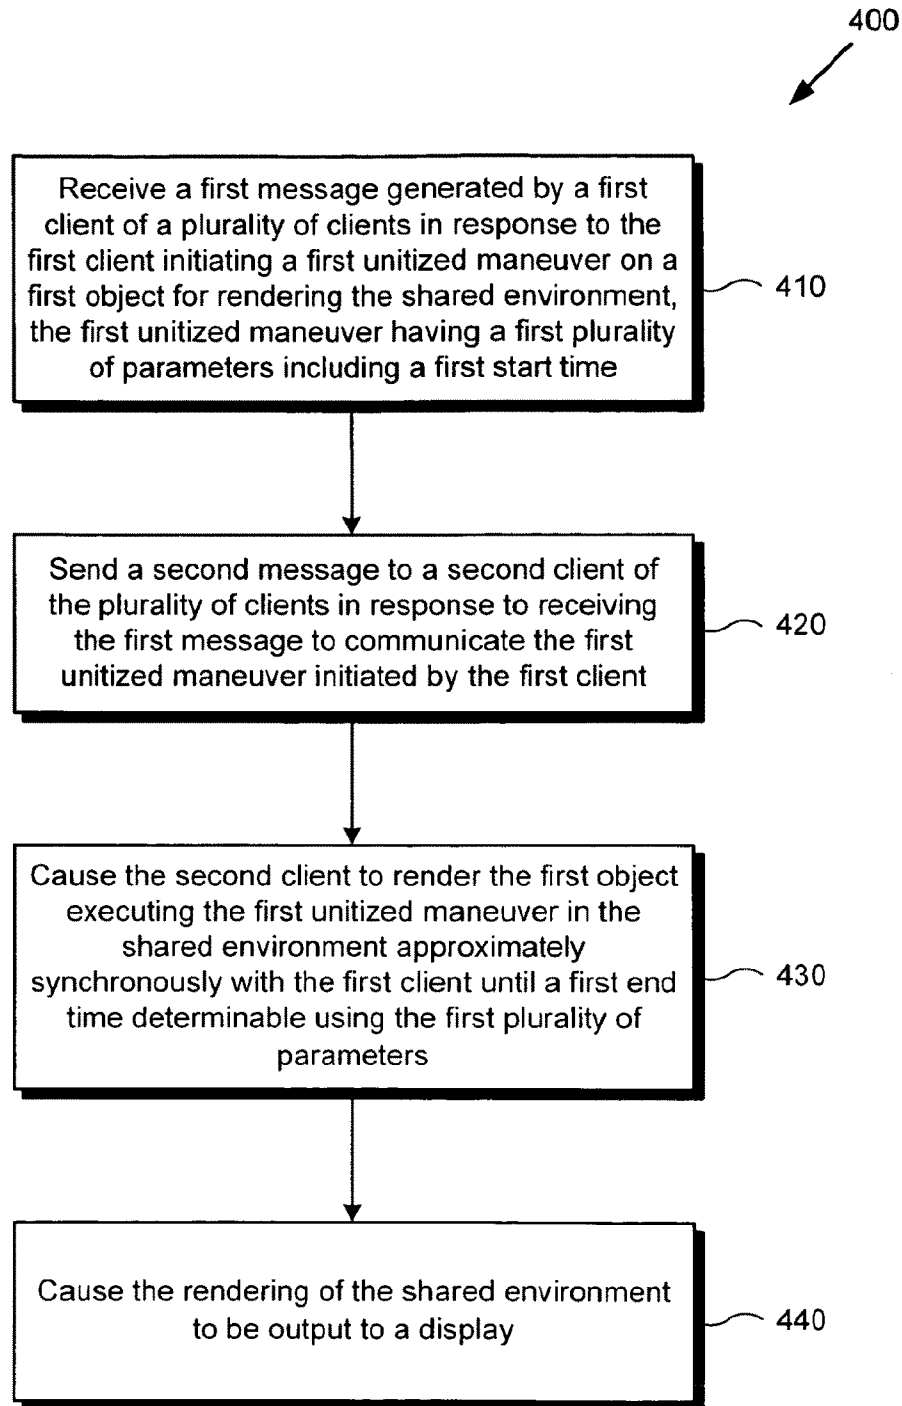 400
Receive a first message generated by a first
client of a plurality of clients in response to the
first client initiating a first unitized maneuver on a
first object for rendering the shared environment,
the first unitized maneuver having a first plurality
of parameters including a first start time
410
Send a second message to a second client of
the plurality of clients in response to receiving
the first message to communicate the first
unitized maneuver initiated by the first client
420
Cause the second client to render the first object
executing the first unitized maneuver in the
shared environment approximately
synchronously with the first client until a first end
time determinable using the first plurality of
parameters
430
Cause the rendering of the shared environment
to be output to a display
440